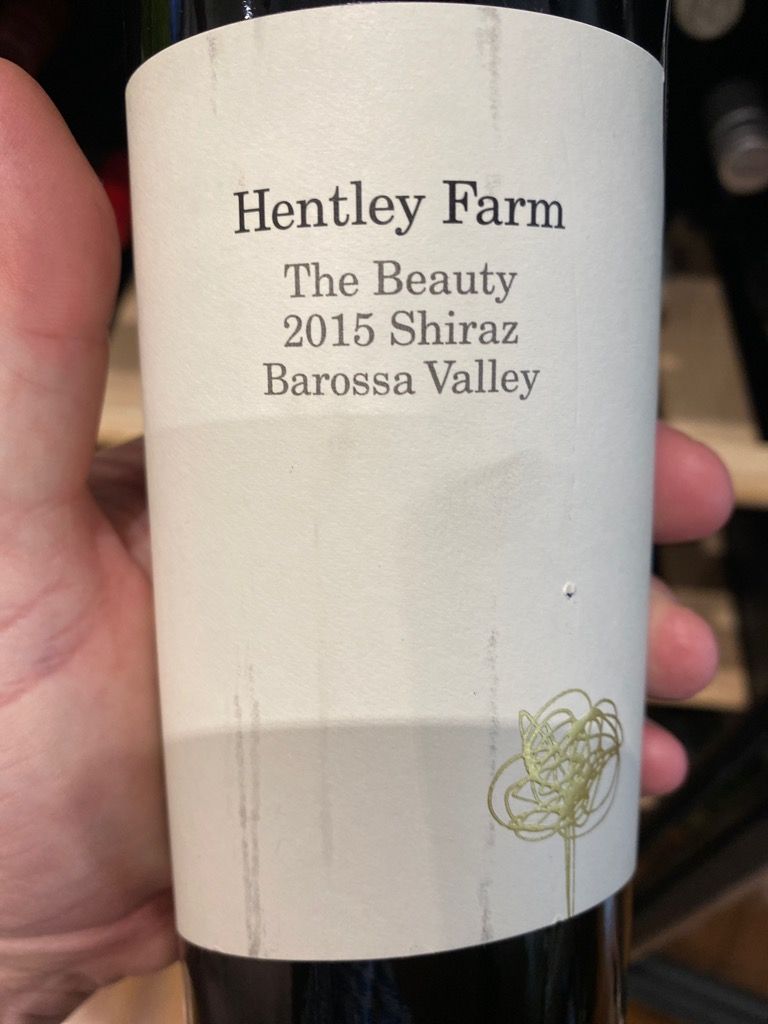 Hentley Farm
The Beauty
2015 Shiraz
Barossa Valley